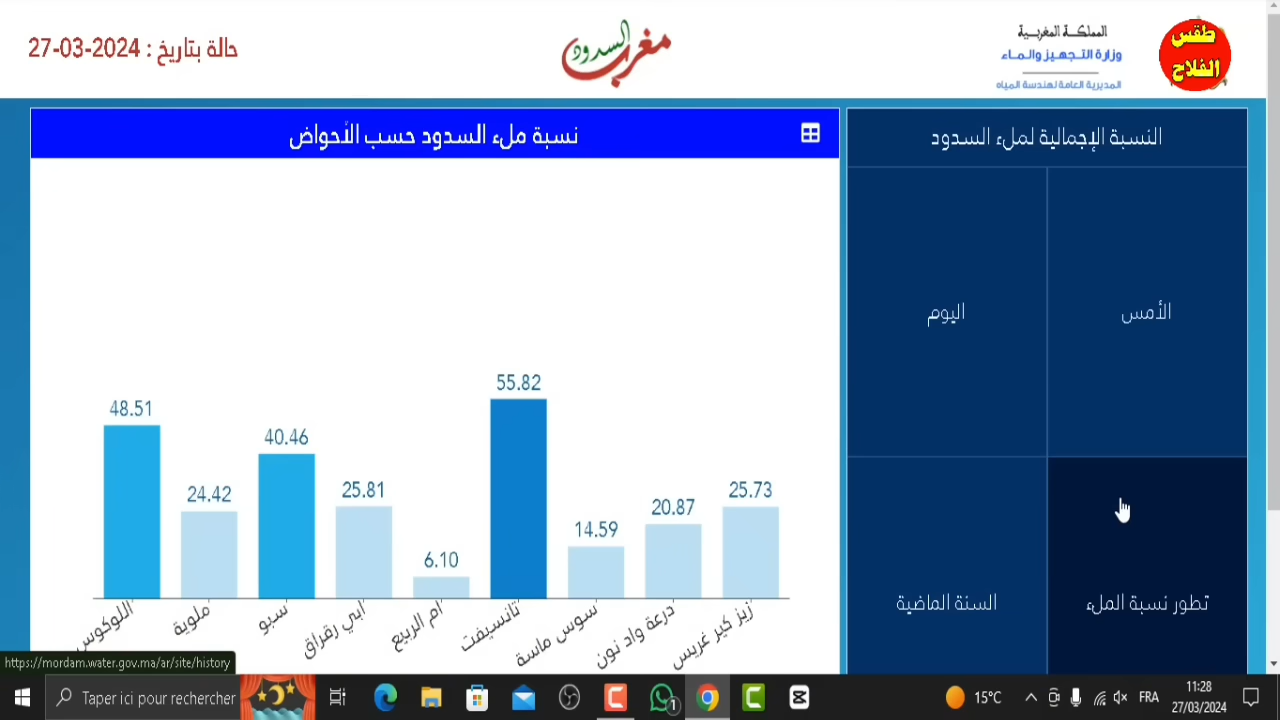 حالة بتاريخ : 2024-03-27
مغرب السدود
المملكة المغربية
وزارة التجهيز والماء
المديرية العامة لهندسة المياه
طقس
الفلاح
نسبة ملء السدود حسب الأحواض
النسبة الإجمالية لملء السدود
اليوم
الأمس
السنة الماضية
تطور نسبة الملء
48.51
24.42
40.46
25.81
6.10
55.82
14.59
20.87
25.73
اللوكوس
ملوية
سبو
ابي رقراق
ام الربيع
تانسيفت
سوس ماسة
درعة واد نون
زيز كير غريس
https://mordam.water.gov.ma/ar/site/history
Taper ici pour rechercher
1
15°C
FRA
11:28
27/03/2024